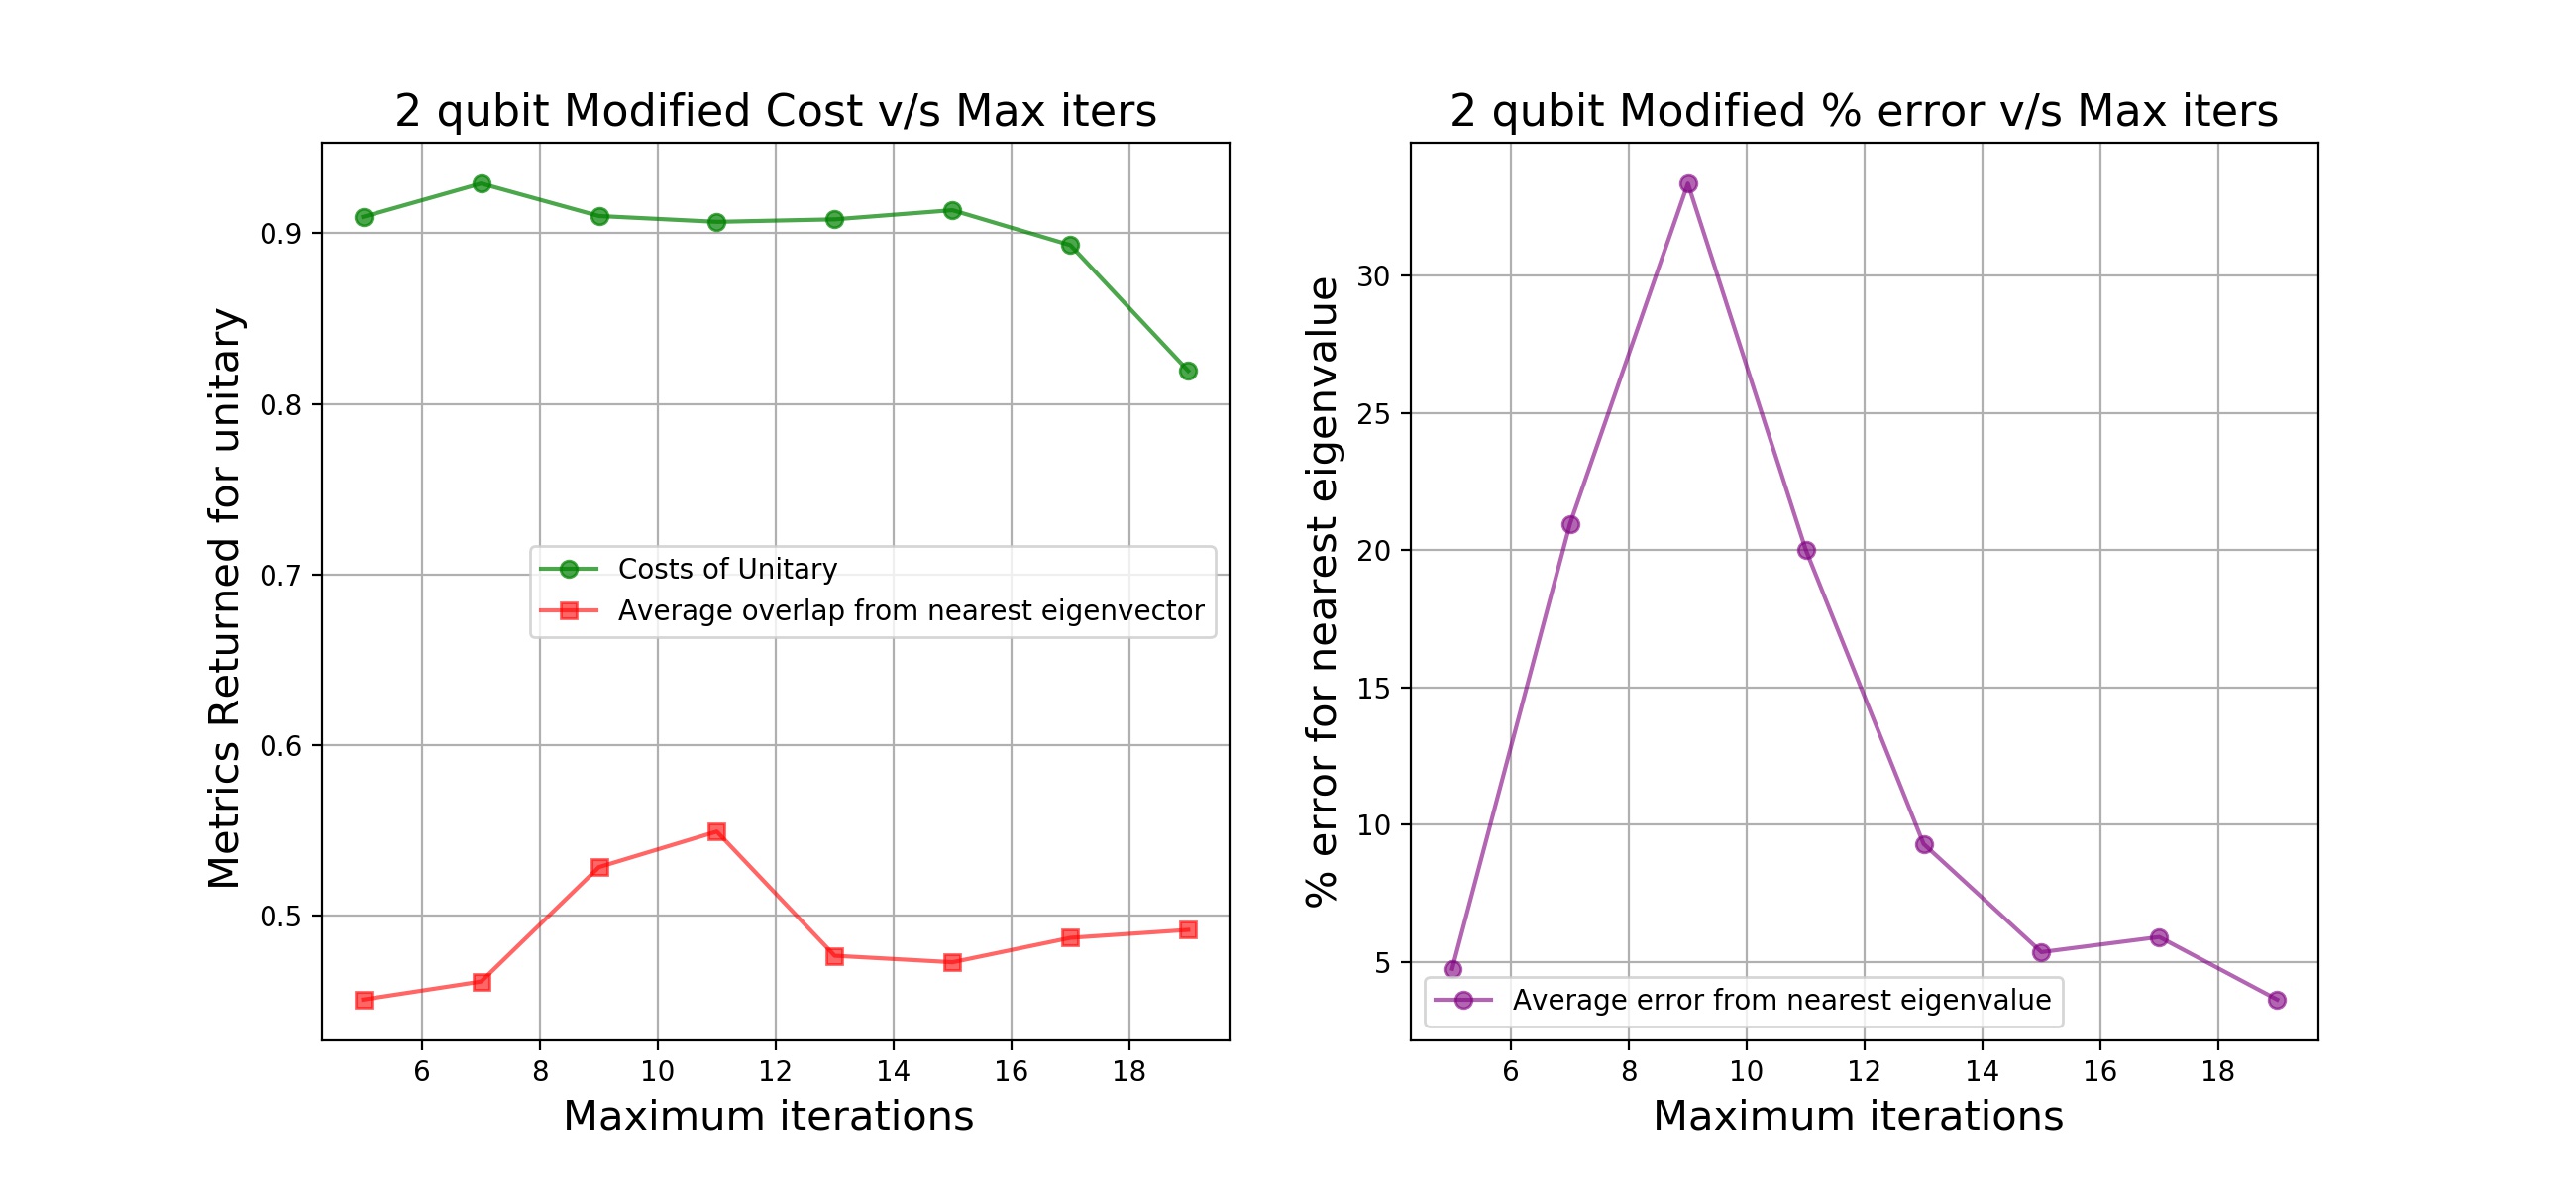 2 qubit Modified Cost v/s Max iters
Metrics Returned for unitary
0.9
0.8
0.7
0.6
0.5
Costs of Unitary
Average overlap from nearest eigenvector
6 8 10 12 14 16 18
Maximum iterations
2 qubit Modified % error v/s Max iters
% error for nearest eigenvalue
30
25
20
15
10
5
Average error from nearest eigenvalue
6 8 10 12 14 16 18
Maximum iterations